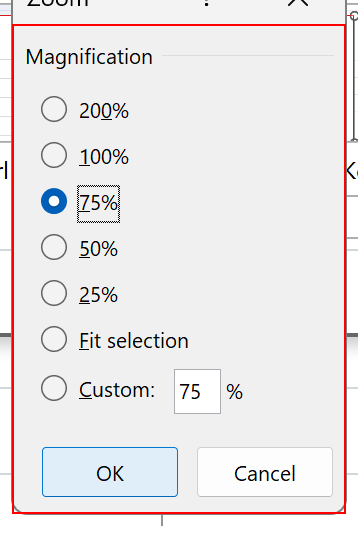 Zoom ?
Magnification
200%
100%
75%
50%
25%
Fit selection
Custom: 75 %
OK Cancel